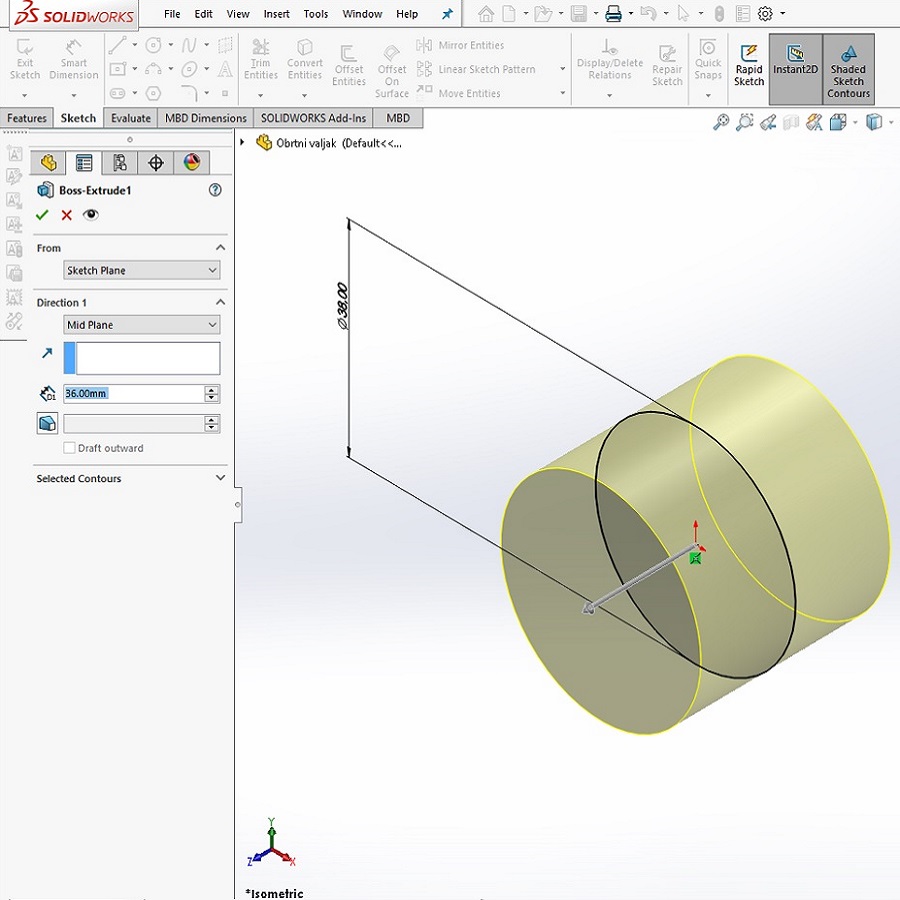 SOLIDWORKS File Edit View Insert Tools Window Help
Exit Sketch
Smart Dimension
Trim Entities
Convert Entities
Offset Entities
Offset On Surface
Mirror Entities
Linear Sketch Pattern
Move Entities
Display/Delete Relations
Repair Sketch
Quick Snaps
Rapid Sketch
Instant2D
Shaded Sketch Contours
Features Sketch Evaluate MBD Dimensions SOLIDWORKS Add-Ins MBD
Obrtni valjak (Default<<...
Boss-Extrude1
From
Sketch Plane
Direction 1
Mid Plane
D1
36.00mm
Draft outward
Selected Contours
⌀38.00
Y
Z
X
*Isometric